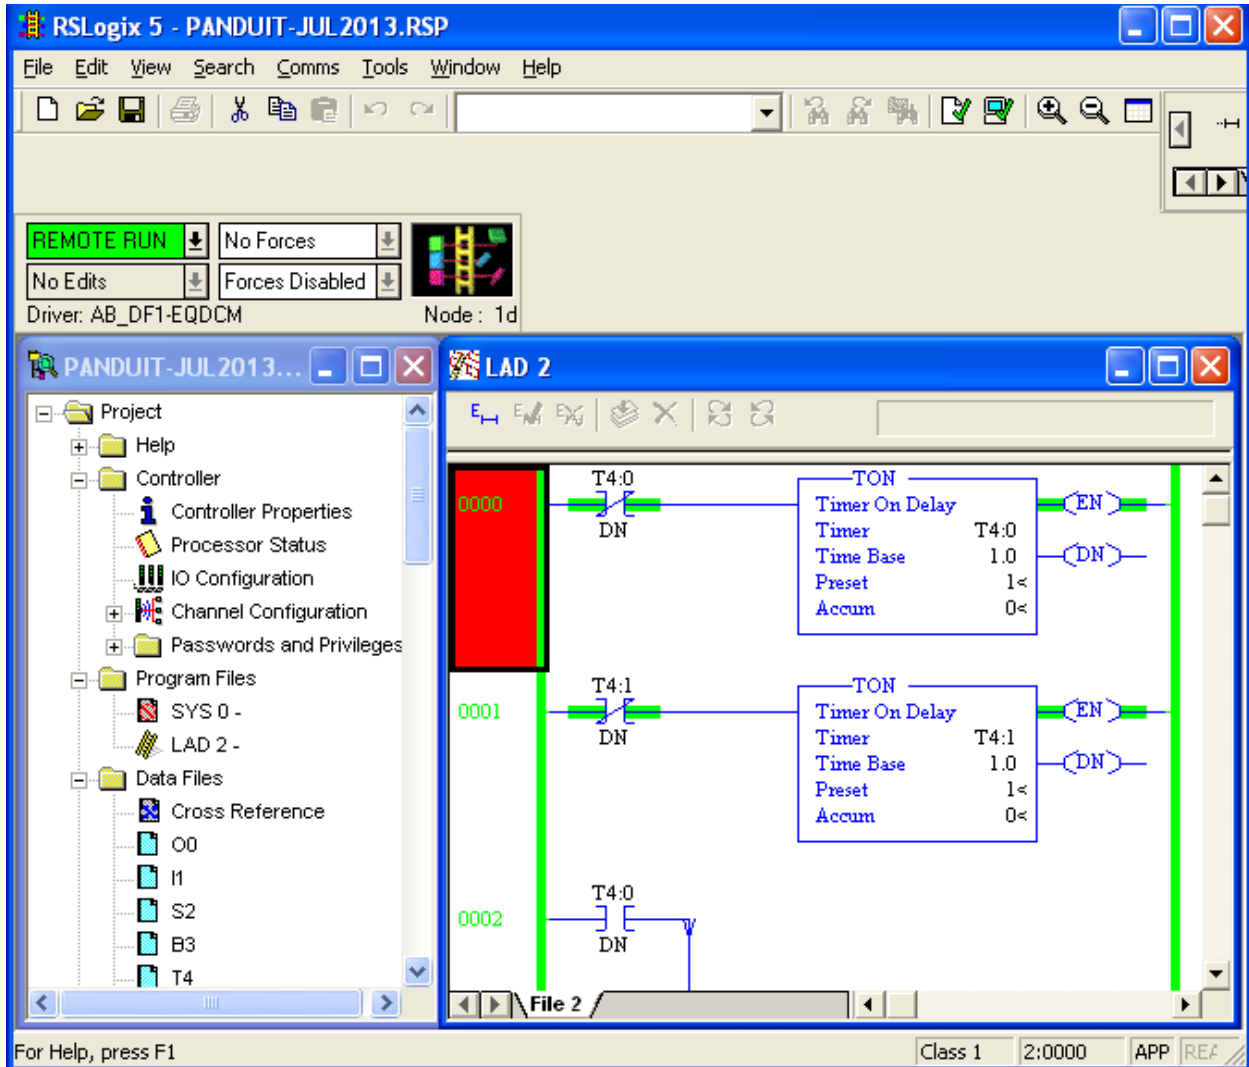 RSLogix 5 - PANDUIT-JUL2013.RSP
File Edit View Search Comms Tools Window Help
REMOTE RUN No Forces
No Edits Forces Disabled
Driver: AB_DF1-EQDCM Node : 1d
PANDUIT-JUL2013...
Project
Help
Controller
Controller Properties
Processor Status
IO Configuration
Channel Configuration
Passwords and Privileges
Program Files
SYS 0 -
LAD 2 -
Data Files
Cross Reference
O0
I1
S2
B3
T4
LAD 2
0000
T4:0
DN
TON
Timer On Delay
Timer T4:0
Time Base 1.0
Preset 1<
Accum 0<
EN
DN
0001
T4:1
DN
TON
Timer On Delay
Timer T4:1
Time Base 1.0
Preset 1<
Accum 0<
EN
DN
0002
T4:0
DN
File 2
For Help, press F1 Class 1 2:0000 APP